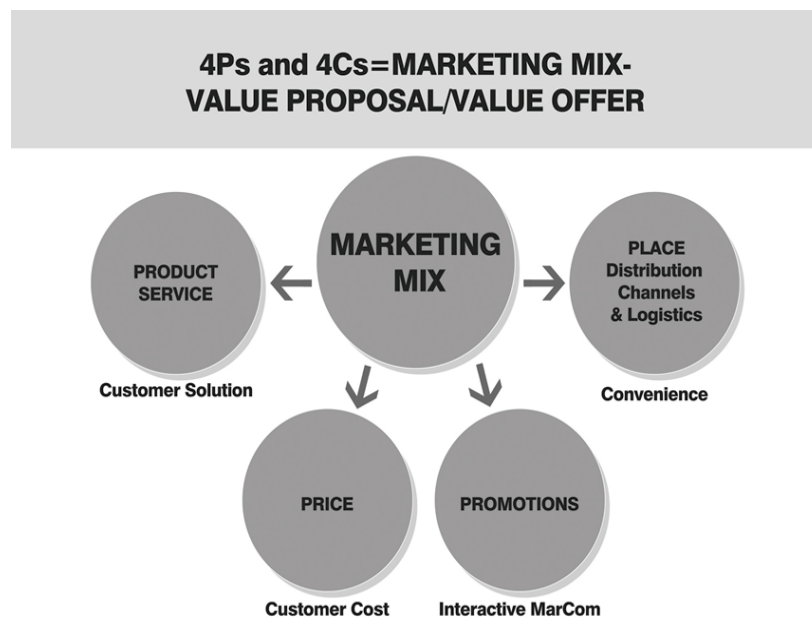 4Ps and 4Cs=MARKETING MIX-
VALUE PROPOSAL/VALUE OFFER
MARKETING
MIX
PRODUCT
SERVICE
Customer Solution
PLACE
Distribution
Channels
& Logistics
Convenience
PRICE
Customer Cost
PROMOTIONS
Interactive MarCom